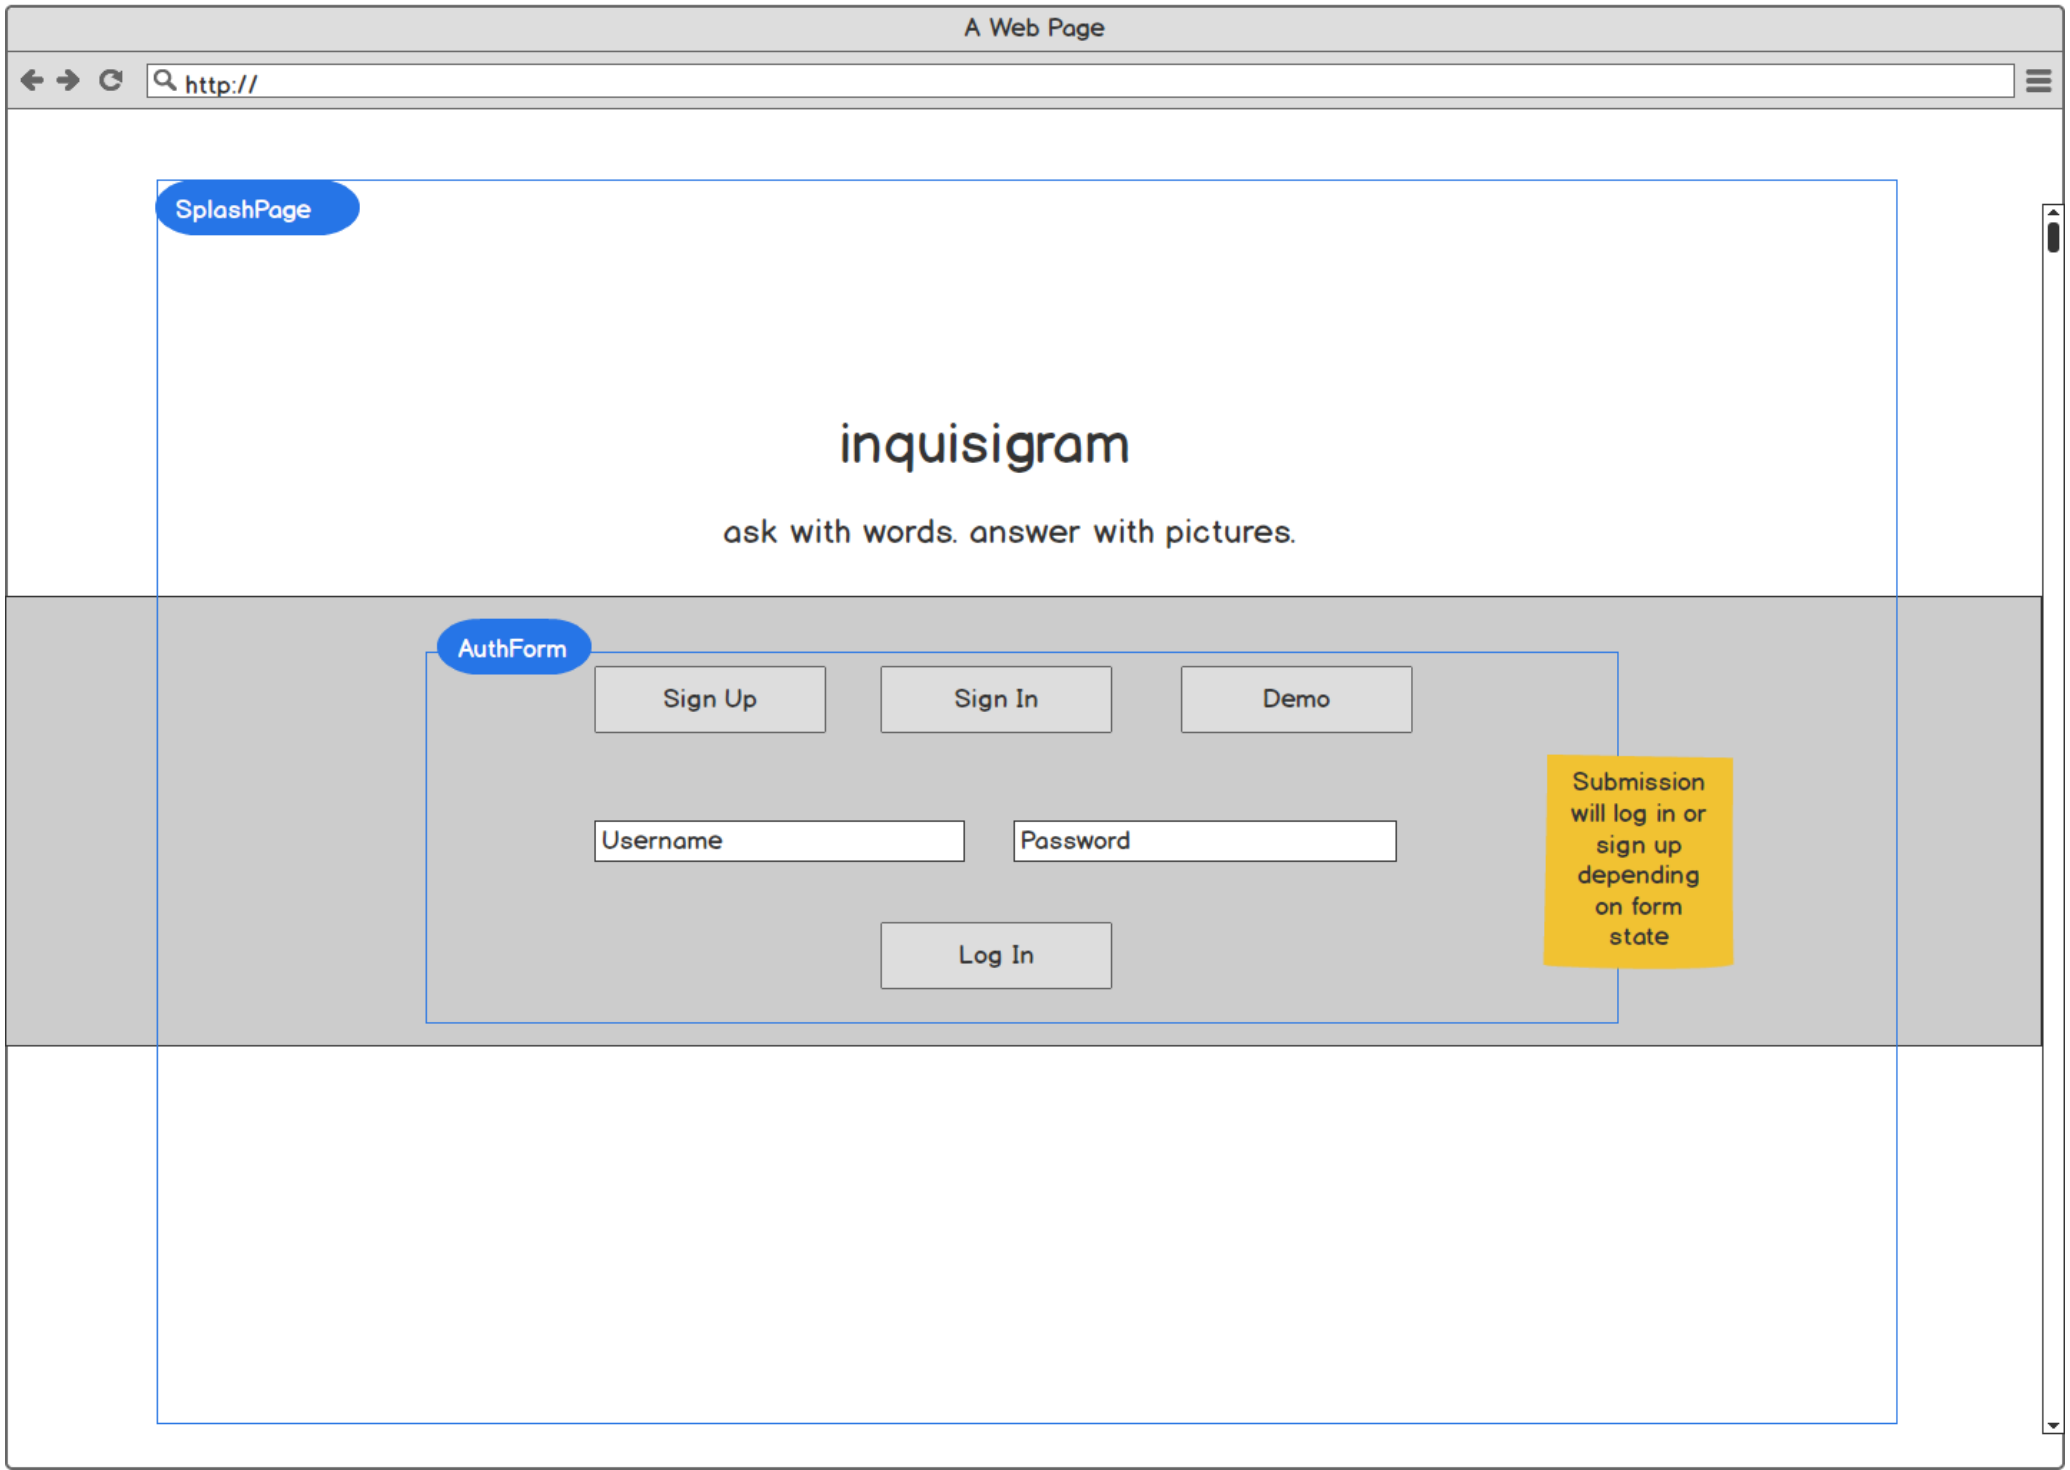 A Web Page
http://
SplashPage
inquisigram
ask with words. answer with pictures.
AuthForm
Sign Up
Sign In
Demo
Username
Password
Log In
Submission
will log in or
sign up
depending
on form
state